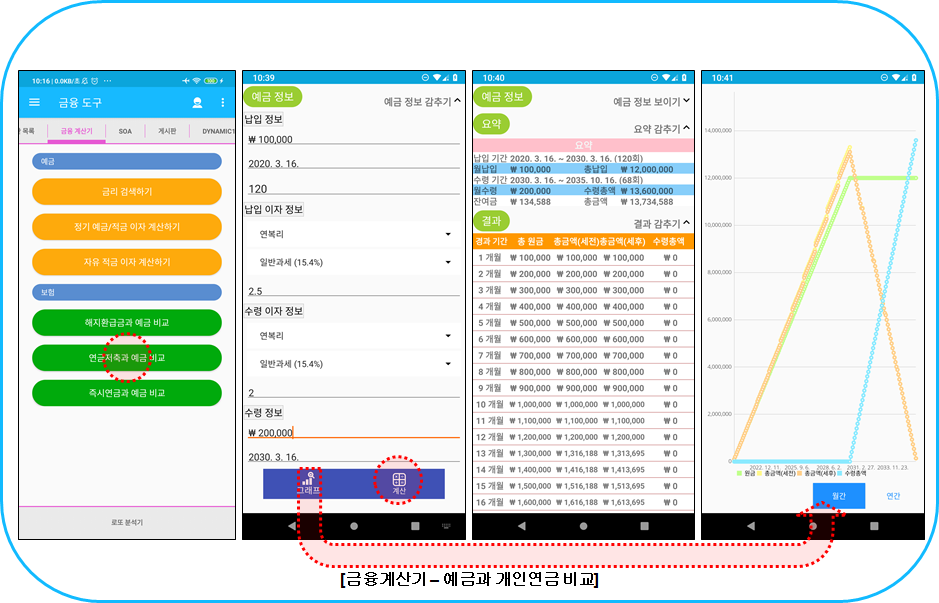 10:16 | 0.0KB/초
금융 도구
목록 금융 계산기 SOA 게시판 DYNAMIC1
예금
금리 검색하기
정기 예금/적금 이자 계산하기
자유 적금 이자 계산하기
보험
해지환급금과 예금 비교
연금저축과 예금 비교
즉시연금과 예금 비교
로또 분석기
10:39
예금 정보
예금 정보 감추기
납입 정보
₩ 100,000
2020. 3. 16.
120
납입 이자 정보
연복리
일반과세 (15.4%)
2.5
수령 이자 정보
연복리
일반과세 (15.4%)
2
수령 정보
₩ 200,000
2030. 3. 16.
그래프 계산
10:40
예금 정보
예금 정보 보이기
요약
요약 감추기
요약
납입 기간 2020. 3. 16. ~ 2030. 3. 16. (120회)
월납입 ₩ 100,000 총납입 ₩ 12,000,000
수령 기간 2030. 3. 16. ~ 2035. 10. 16. (68회)
월수령 ₩ 200,000 수령총액 ₩ 13,600,000
잔여금 ₩ 134,588 총금액 ₩ 13,734,588
결과
결과 감추기
경과 기간 총 원금 총금액(세전)총금액(세후) 수령총액
1 개월 ₩ 100,000 ₩ 100,000 ₩ 100,000 ₩ 0
2 개월 ₩ 200,000 ₩ 200,000 ₩ 200,000 ₩ 0
3 개월 ₩ 300,000 ₩ 300,000 ₩ 300,000 ₩ 0
4 개월 ₩ 400,000 ₩ 400,000 ₩ 400,000 ₩ 0
5 개월 ₩ 500,000 ₩ 500,000 ₩ 500,000 ₩ 0
6 개월 ₩ 600,000 ₩ 600,000 ₩ 600,000 ₩ 0
7 개월 ₩ 700,000 ₩ 700,000 ₩ 700,000 ₩ 0
8 개월 ₩ 800,000 ₩ 800,000 ₩ 800,000 ₩ 0
9 개월 ₩ 900,000 ₩ 900,000 ₩ 900,000 ₩ 0
10 개월 ₩ 1,000,000 ₩ 1,000,000 ₩ 1,000,000 ₩ 0
11 개월 ₩ 1,100,000 ₩ 1,100,000 ₩ 1,100,000 ₩ 0
12 개월 ₩ 1,200,000 ₩ 1,200,000 ₩ 1,200,000 ₩ 0
13 개월 ₩ 1,300,000 ₩ 1,316,188 ₩ 1,313,695 ₩ 0
14 개월 ₩ 1,400,000 ₩ 1,416,188 ₩ 1,413,695 ₩ 0
15 개월 ₩ 1,500,000 ₩ 1,516,188 ₩ 1,513,695 ₩ 0
16 개월 ₩ 1,600,000 ₩ 1,616,188 ₩ 1,613,695 ₩ 0
10:41
14,000,000
12,000,000
10,000,000
8,000,000
6,000,000
4,000,000
2,000,000
2022. 12. 11. 2025. 9. 6. 2028. 6. 2. 2031. 2. 27. 2033. 11. 23.
원금 총금액(세전) 총금액(세후) 수령총액
월간 연간
[금융계산기 – 예금과 개인연금 비교]